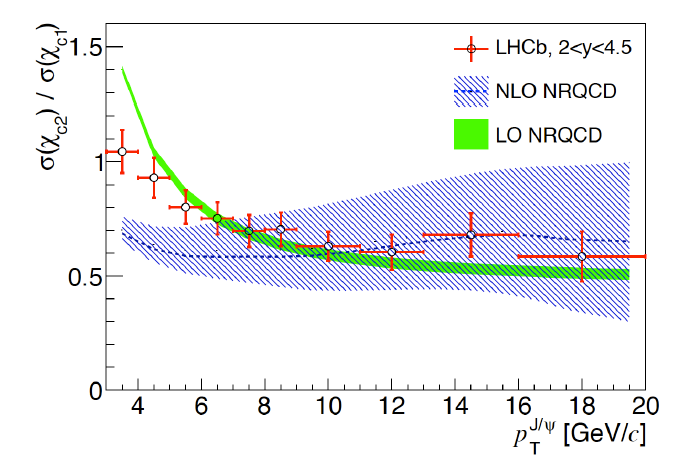 σ(χc2) / σ(χc1)
1.5
1
0.5
0
LHCb, 2<y<4.5
NLO NRQCD
LO NRQCD
4 6 8 10 12 14 16 18 20
pT^J/ψ [GeV/c]